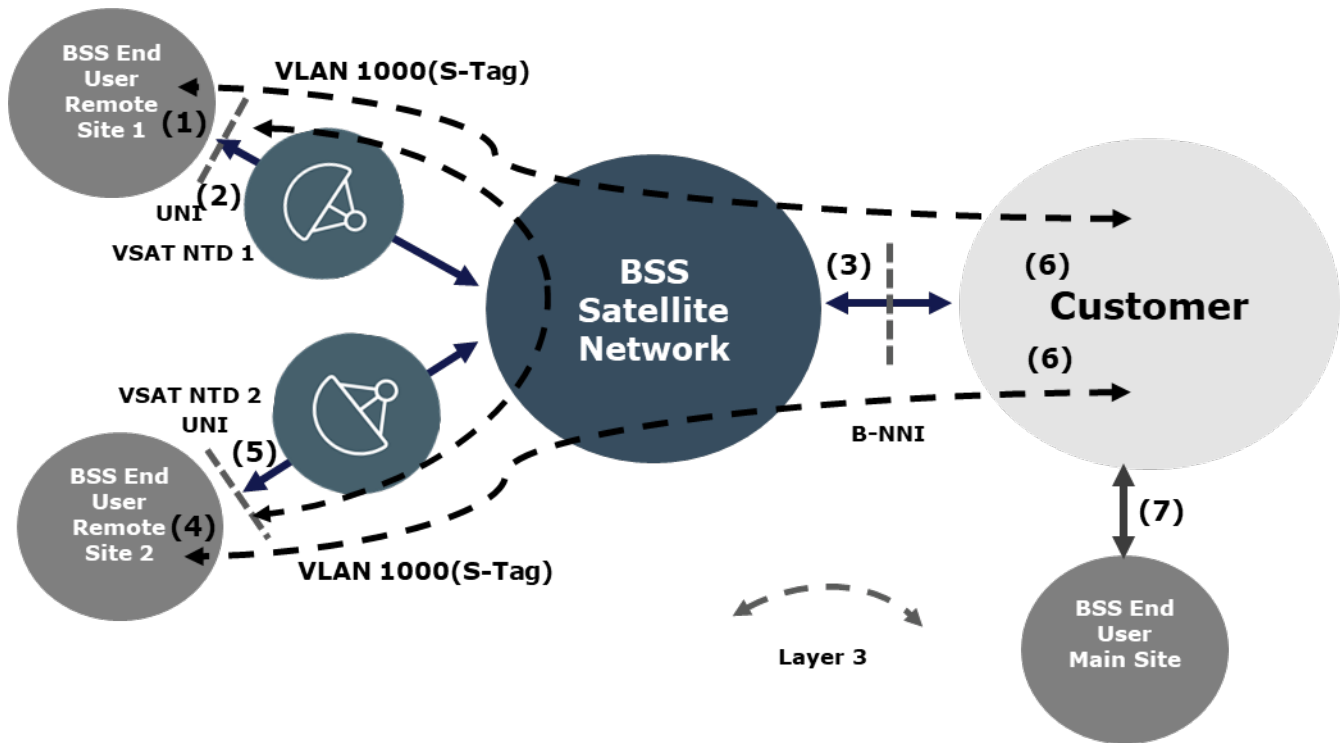 BSS End
User
Remote
Site 1
(1)
VLAN 1000(S-Tag)
UNI
(2)
VSAT NTD 1
BSS
Satellite
Network
(3)
(6)
Customer
(6)
B-NNI
VSAT NTD 2
UNI
(5)
BSS End
User
Remote
Site 2
(4)
VLAN 1000(S-Tag)
(7)
Layer 3
BSS End
User
Main Site